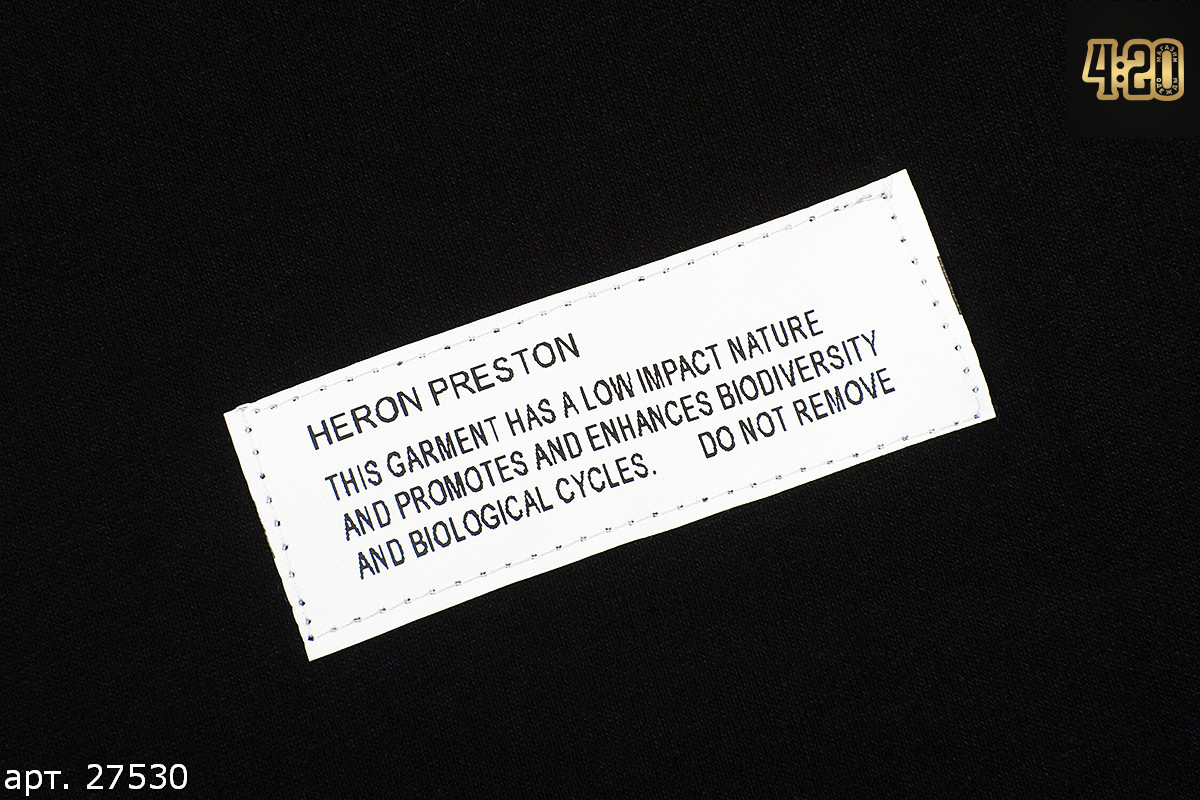 4:20
HERON PRESTON
THIS GARMENT HAS A LOW IMPACT NATURE
AND PROMOTES AND ENHANCES BIODIVERSITY
AND BIOLOGICAL CYCLES. DO NOT REMOVE
арт. 27530